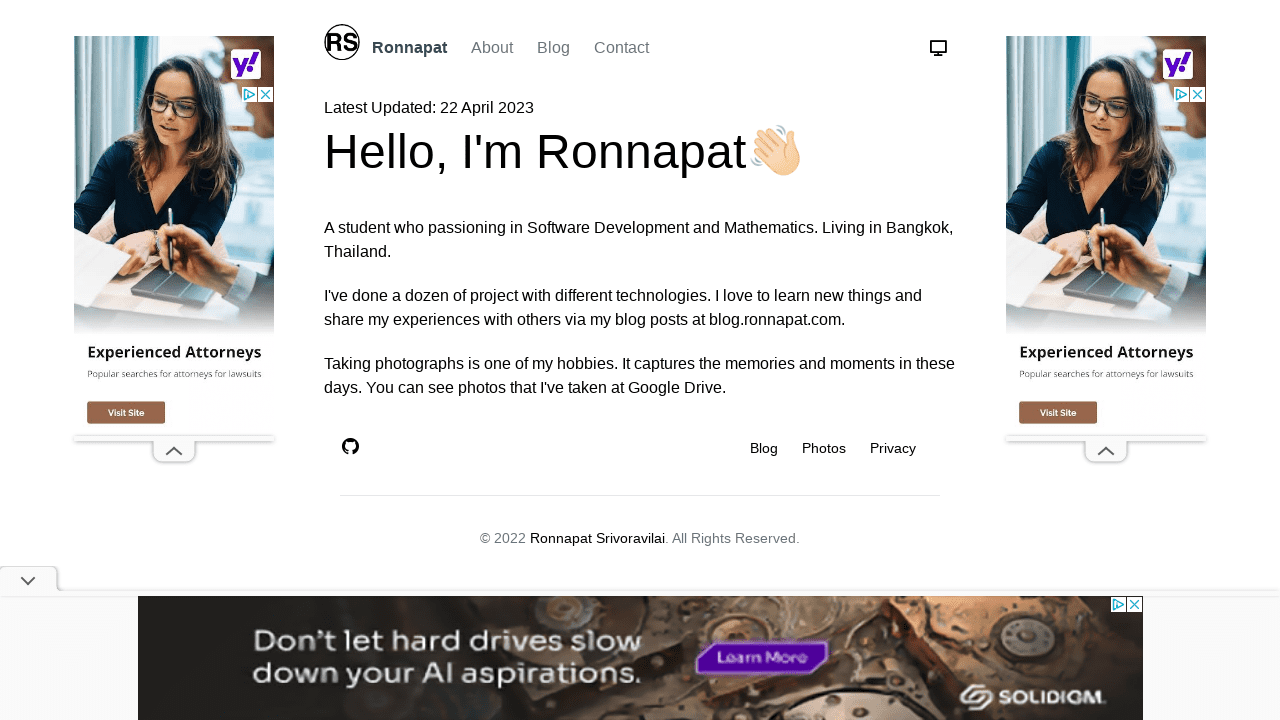 RS
Ronnapat About Blog Contact
Latest Updated: 22 April 2023
Hello, I'm Ronnapat👋🏼
A student who passioning in Software Development and Mathematics. Living in Bangkok,
Thailand.
I've done a dozen of project with different technologies. I love to learn new things and
share my experiences with others via my blog posts at blog.ronnapat.com.
Taking photographs is one of my hobbies. It captures the memories and moments in these
days. You can see photos that I've taken at Google Drive.
Blog Photos Privacy
© 2022 Ronnapat Srivoravilai. All Rights Reserved.
y!
Experienced Attorneys
Popular searches for attorneys for lawsuits
Visit Site
y!
Experienced Attorneys
Popular searches for attorneys for lawsuits
Visit Site
Don't let hard drives slow
down your AI aspirations.
Learn More
SOLIDIGM.